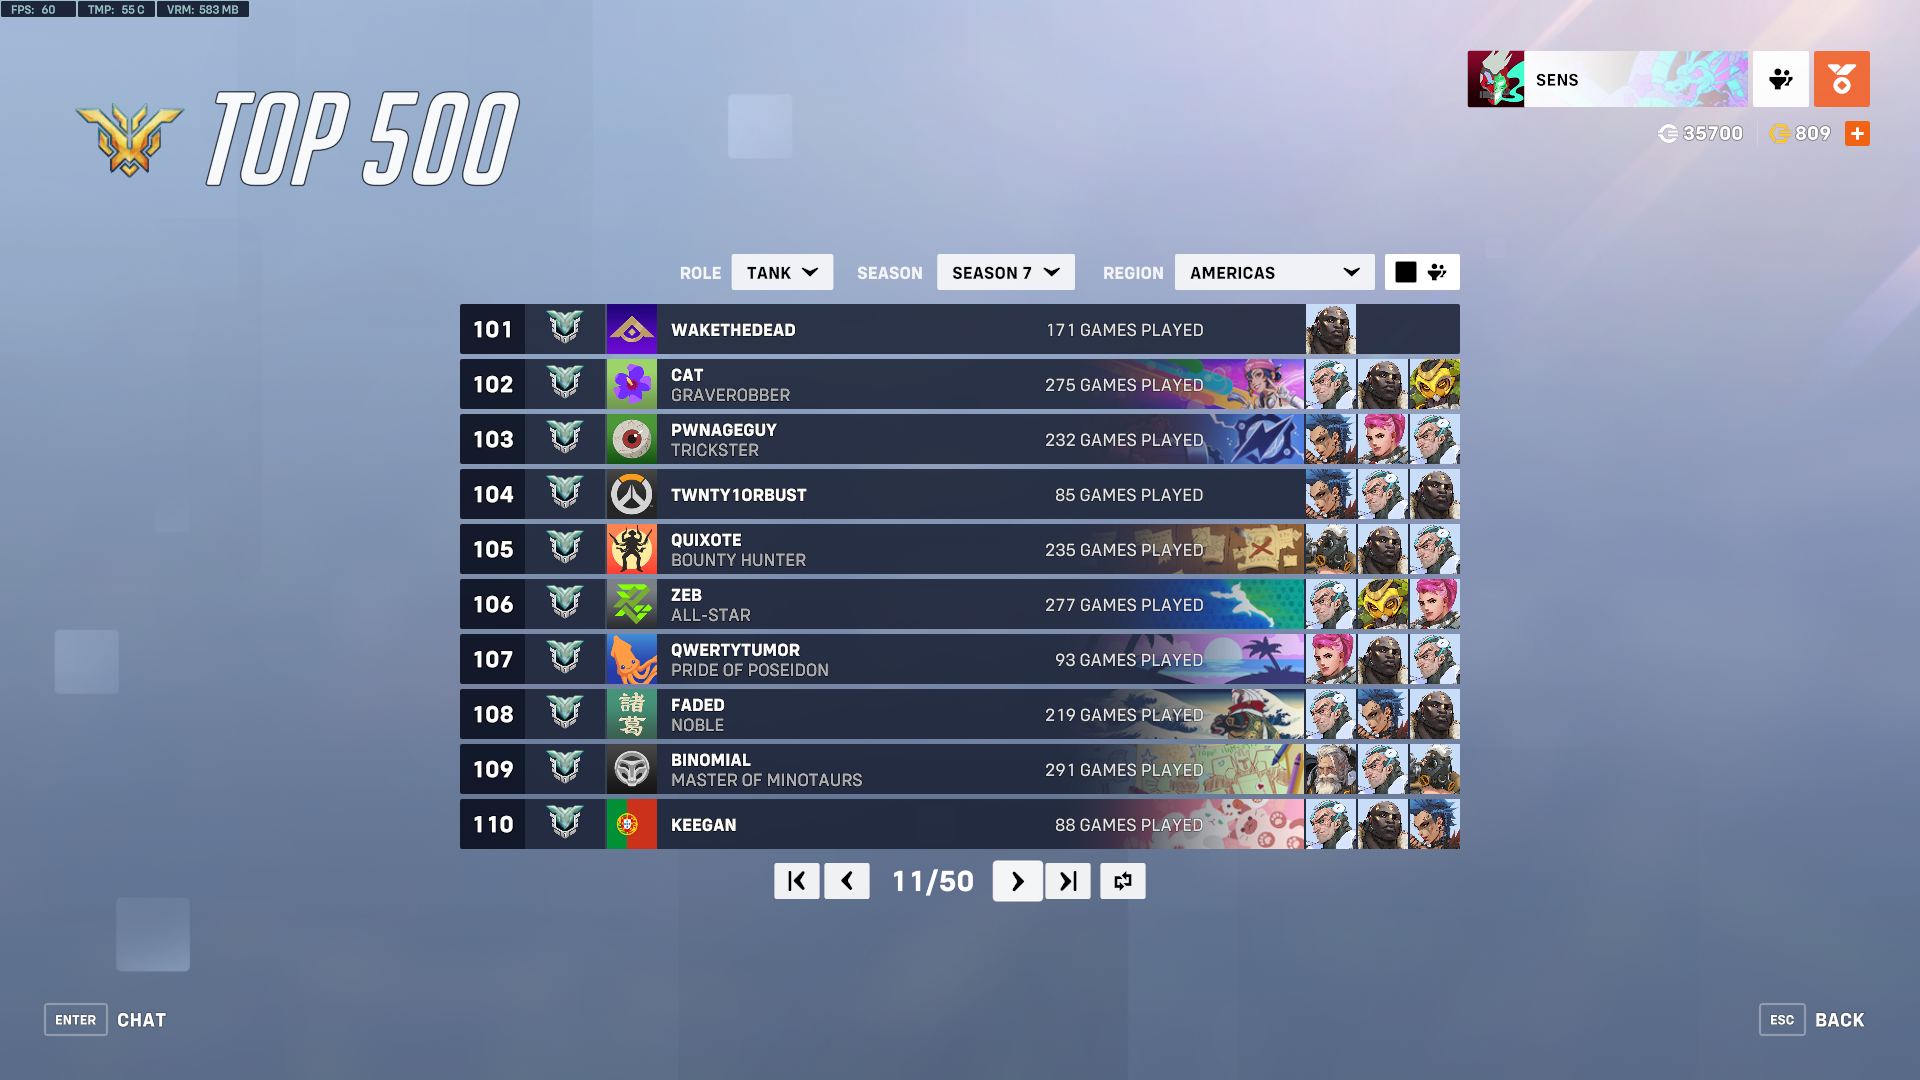 FPS: 60 TMP: 55 C VRM: 583 MB
TOP 500
SENS
35700 809
ROLE TANK SEASON SEASON 7 REGION AMERICAS
101 WAKETHEDEAD 171 GAMES PLAYED
102 CAT 275 GAMES PLAYED
GRAVEROBBER
103 PWNAGEGUY 232 GAMES PLAYED
TRICKSTER
104 TWNTY1ORBUST 85 GAMES PLAYED
105 QUIXOTE 235 GAMES PLAYED
BOUNTY HUNTER
106 ZEB 277 GAMES PLAYED
ALL-STAR
107 QWERTYTUMOR 93 GAMES PLAYED
PRIDE OF POSEIDON
諸葛
108 FADED 219 GAMES PLAYED
NOBLE
109 BINOMIAL 291 GAMES PLAYED
MASTER OF MINOTAURS
110 KEEGAN 88 GAMES PLAYED
11/50
ENTER CHAT
ESC BACK